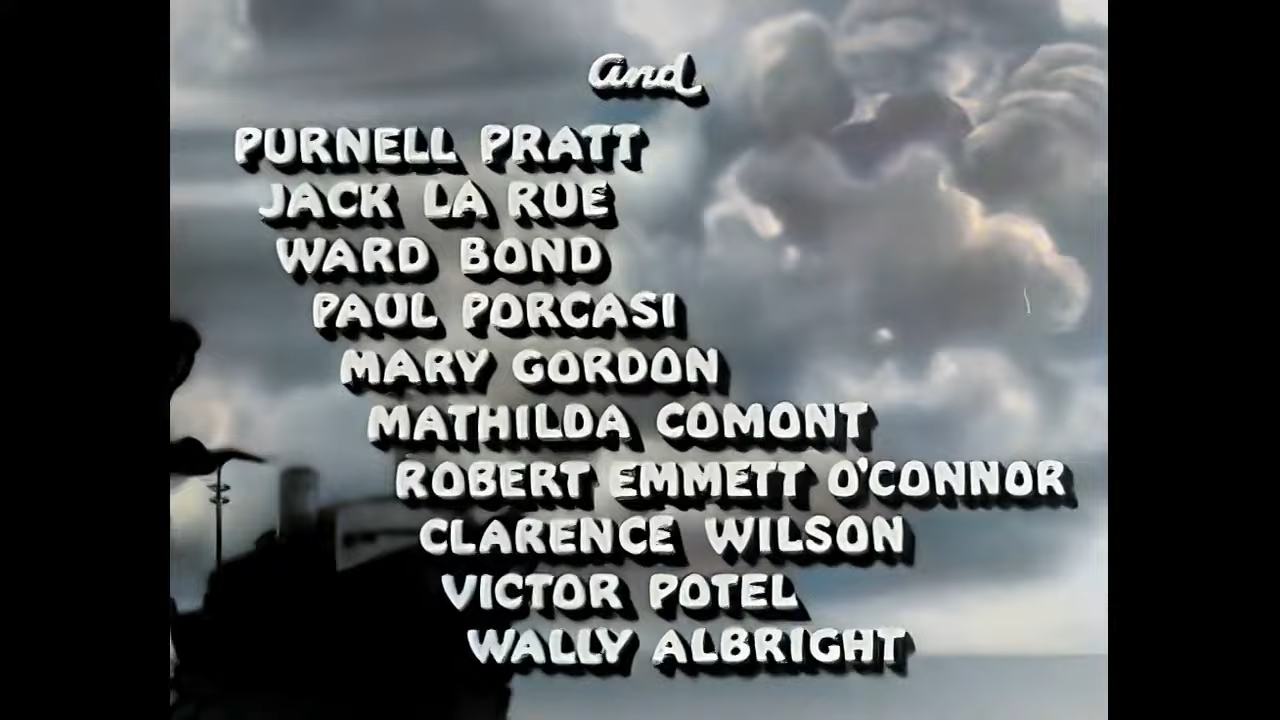 and
PURNELL PRATT
JACK LA RUE
WARD BOND
PAUL PORCASI
MARY GORDON
MATHILDA COMONT
ROBERT EMMETT O'CONNOR
CLARENCE WILSON
VICTOR POTEL
WALLY ALBRIGHT